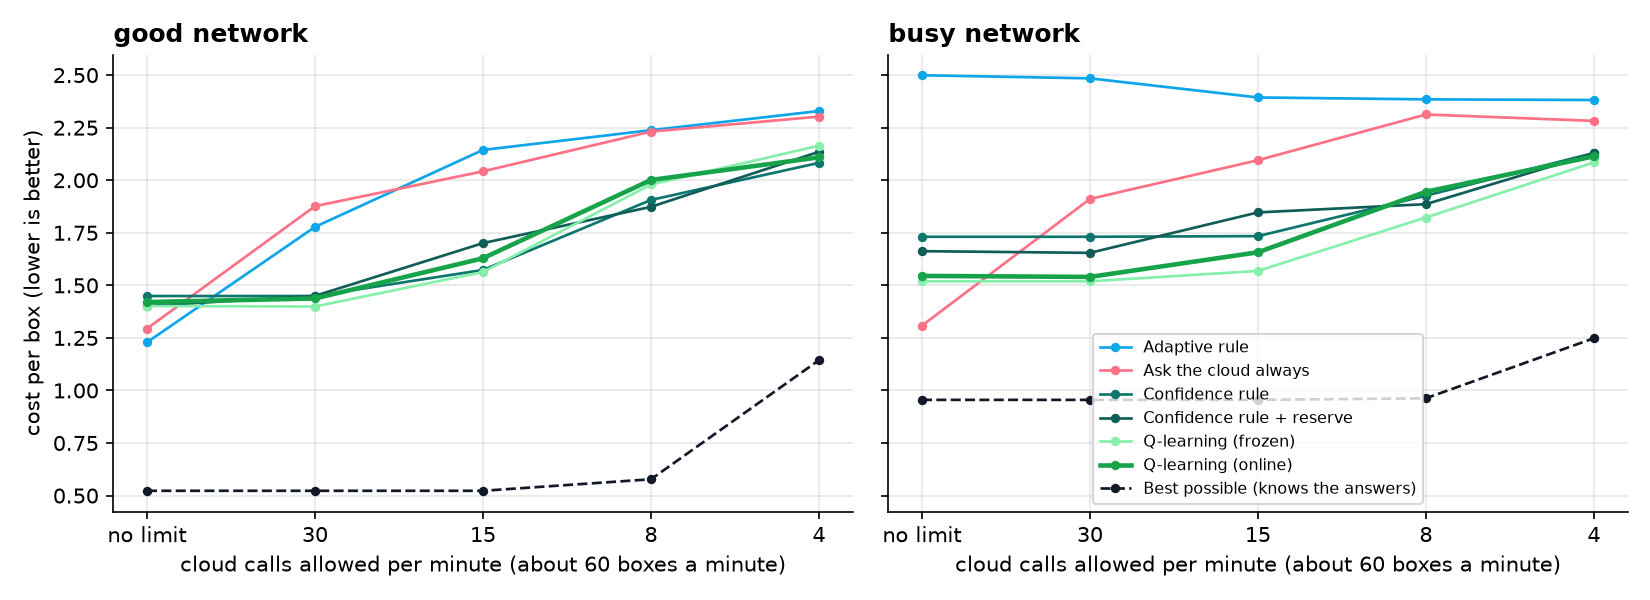 good network
busy network
cost per box (lower is better)
2.50
2.25
2.00
1.75
1.50
1.25
1.00
0.75
0.50
no limit
30
15
8
4
cloud calls allowed per minute (about 60 boxes a minute)
Adaptive rule
Ask the cloud always
Confidence rule
Confidence rule + reserve
Q-learning (frozen)
Q-learning (online)
Best possible (knows the answers)
no limit
30
15
8
4
cloud calls allowed per minute (about 60 boxes a minute)